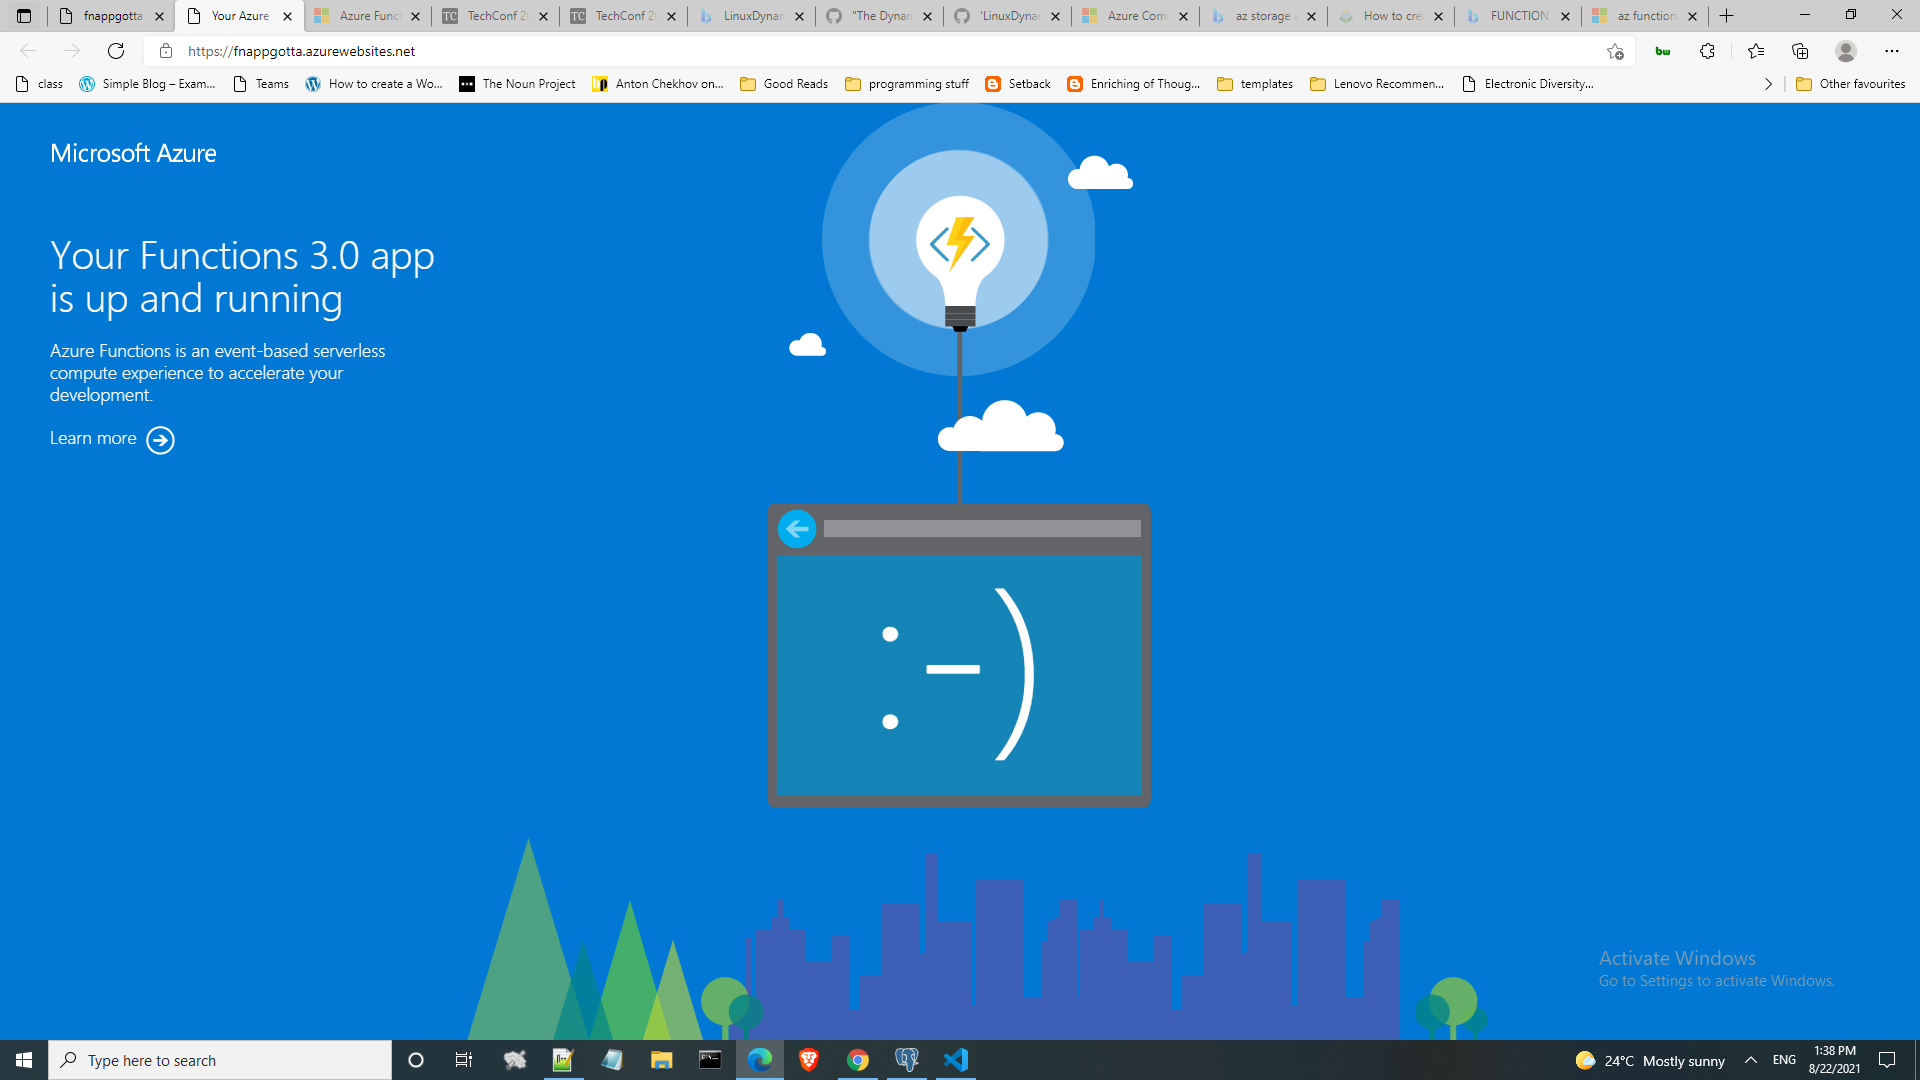 fnappgotta
Your Azure
Azure Func
TechConf 20
TechConf 20
LinuxDynam
"The Dynam
'LinuxDynam
Azure Com
az storage a
How to cre
FUNCTION
az function
https://fnappgotta.azurewebsites.net
class
Simple Blog – Exam...
Teams
How to create a Wo...
The Noun Project
Anton Chekhov on...
Good Reads
programming stuff
Setback
Enriching of Thoug...
templates
Lenovo Recommen...
Electronic Diversity...
Other favourites
Microsoft Azure
Your Functions 3.0 app
is up and running
Azure Functions is an event-based serverless
compute experience to accelerate your
development.
Learn more
:-)
Activate Windows
Go to Settings to activate Windows.
Type here to search
24°C Mostly sunny
ENG
1:38 PM
8/22/2021